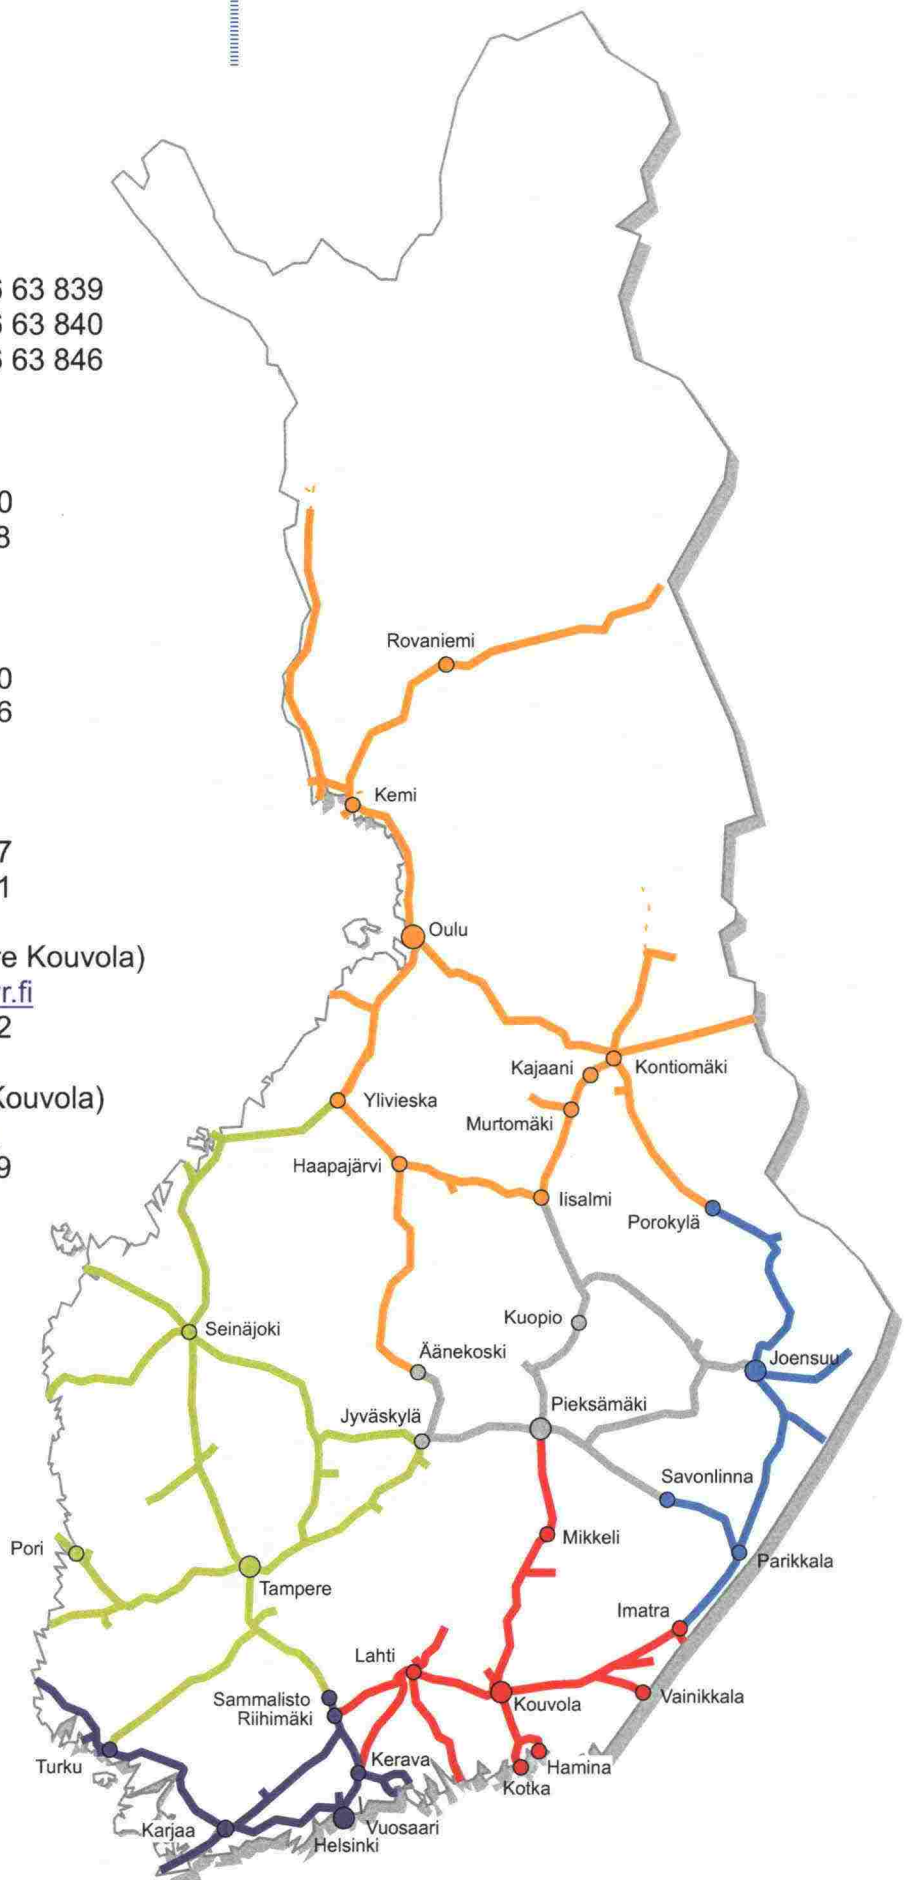 63 839
63 840
63 846
0
8
0
6
7
1
re Kouvola)
r.fi
2
Kouvola)
9
Rovaniemi
Kemi
Oulu
Kajaani
Kontiomäki
Ylivieska
Murtomäki
Haapajärvi
Iisalmi
Porokylä
Kuopio
Seinäjoki
Äänekoski
Joensuu
Jyväskylä
Pieksämäki
Savonlinna
Pori
Mikkeli
Parikkala
Tampere
Imatra
Lahti
Sammalisto
Riihimäki
Kouvola
Vainikkala
Turku
Kerava
Hamina
Kotka
Karjaa
Vuosaari
Helsinki